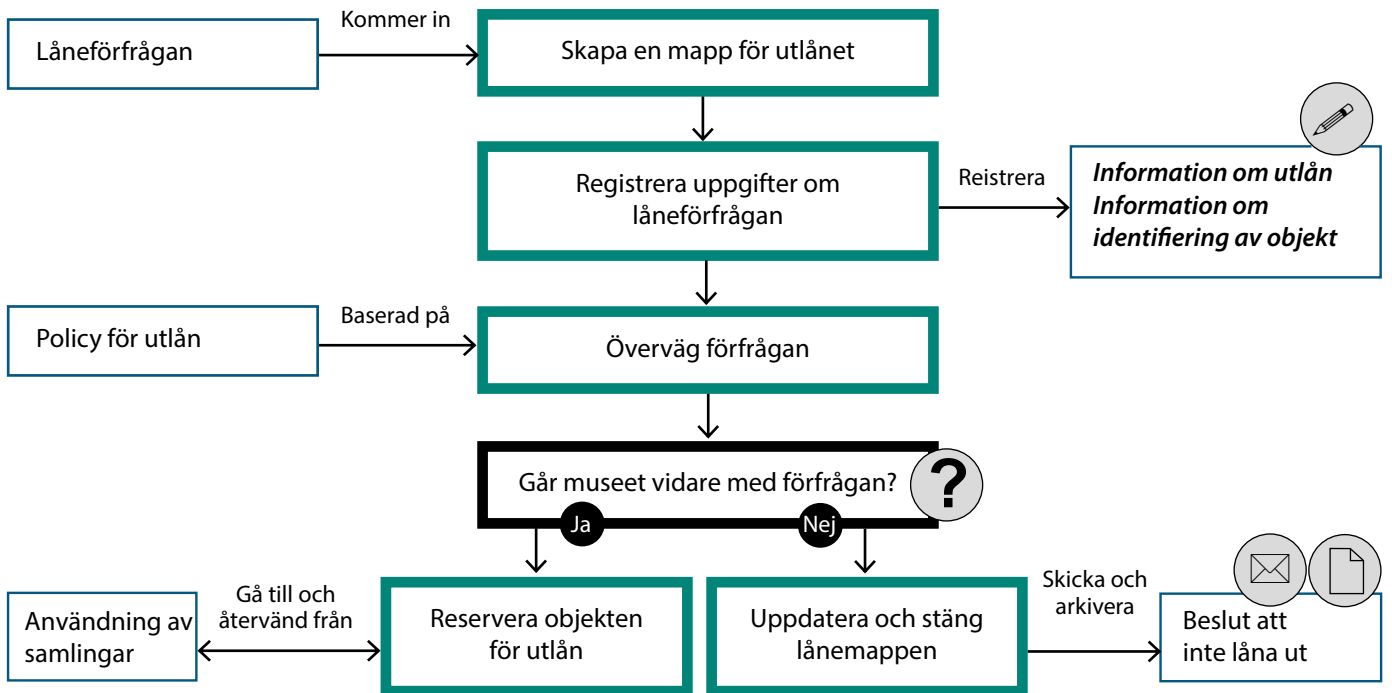 Låneförfrågan
Kommer in
Skapa en mapp för utlånet
Registrera uppgifter om
låneförfrågan
Reistrera
Information om utlån
Information om
identifiering av objekt
Policy för utlån
Baserad på
Överväg förfrågan
Går museet vidare med förfrågan?
?
Ja
Nej
Användning av
samlingar
Gå till och
återvänd från
Reservera objekten
för utlån
Uppdatera och stäng
lånemappen
Skicka och
arkivera
Beslut att
inte låna ut